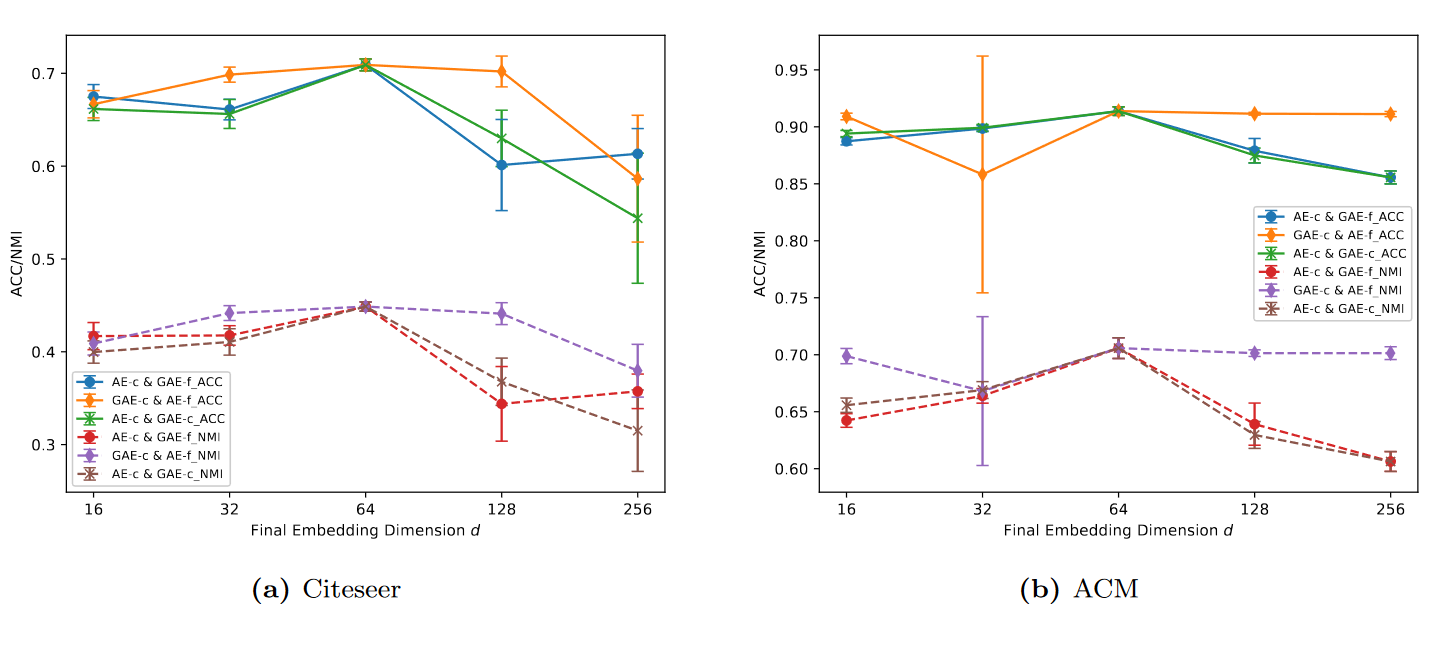 ACC/NMI
0.7
0.6
0.5
0.4
0.3
AE-c & GAE-f_ACC
GAE-c & AE-f_ACC
AE-c & GAE-c_ACC
AE-c & GAE-f_NMI
GAE-c & AE-f_NMI
AE-c & GAE-c_NMI
16 32 64 128 256
Final Embedding Dimension d
(a) Citeseer
ACC/NMI
0.95
0.90
0.85
0.80
0.75
0.70
0.65
0.60
AE-c & GAE-f_ACC
GAE-c & AE-f_ACC
AE-c & GAE-c_ACC
AE-c & GAE-f_NMI
GAE-c & AE-f_NMI
AE-c & GAE-c_NMI
16 32 64 128 256
Final Embedding Dimension d
(b) ACM